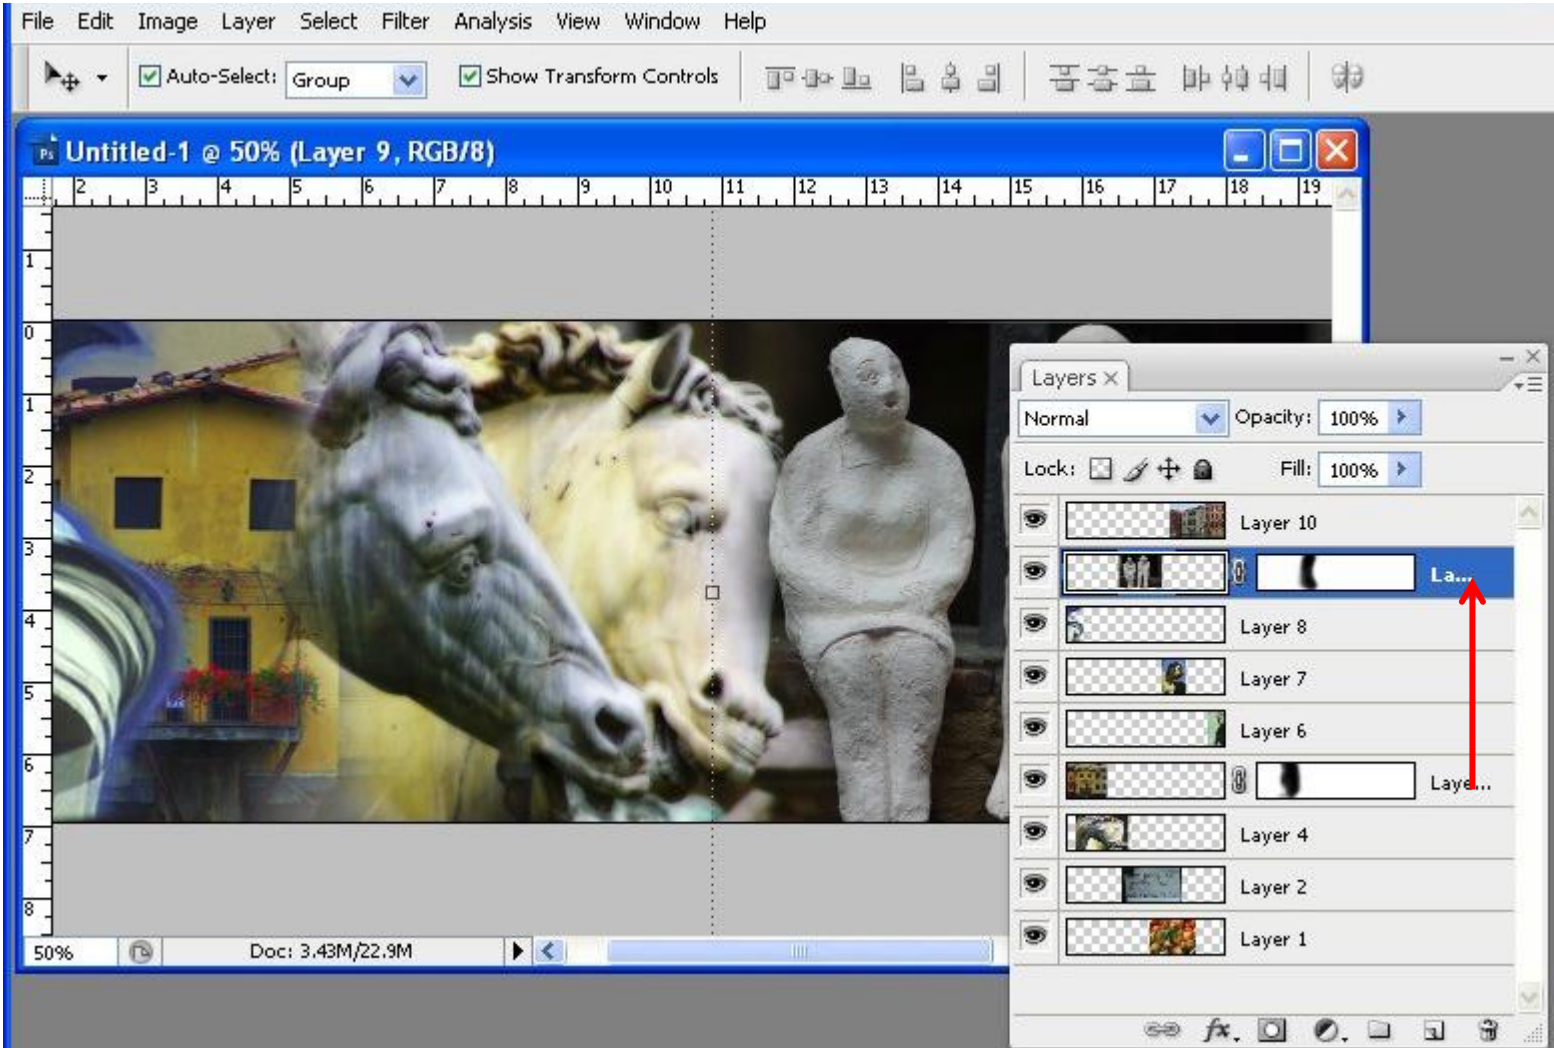 File Edit Image Layer Select Filter Analysis View Window Help
Auto-Select: Group Show Transform Controls
Ps Untitled-1 @ 50% (Layer 9, RGB/8)
2 3 4 5 6 7 8 9 10 11 12 13 14 15 16 17 18 19
1
0
1
2
3
4
5
6
7
8
Layers
Normal Opacity: 100%
Lock: Fill: 100%
Layer 10
La...
Layer 8
Layer 7
Layer 6
Laye...
Layer 4
Layer 2
Layer 1
fx
50% Doc: 3.43M/22.9M